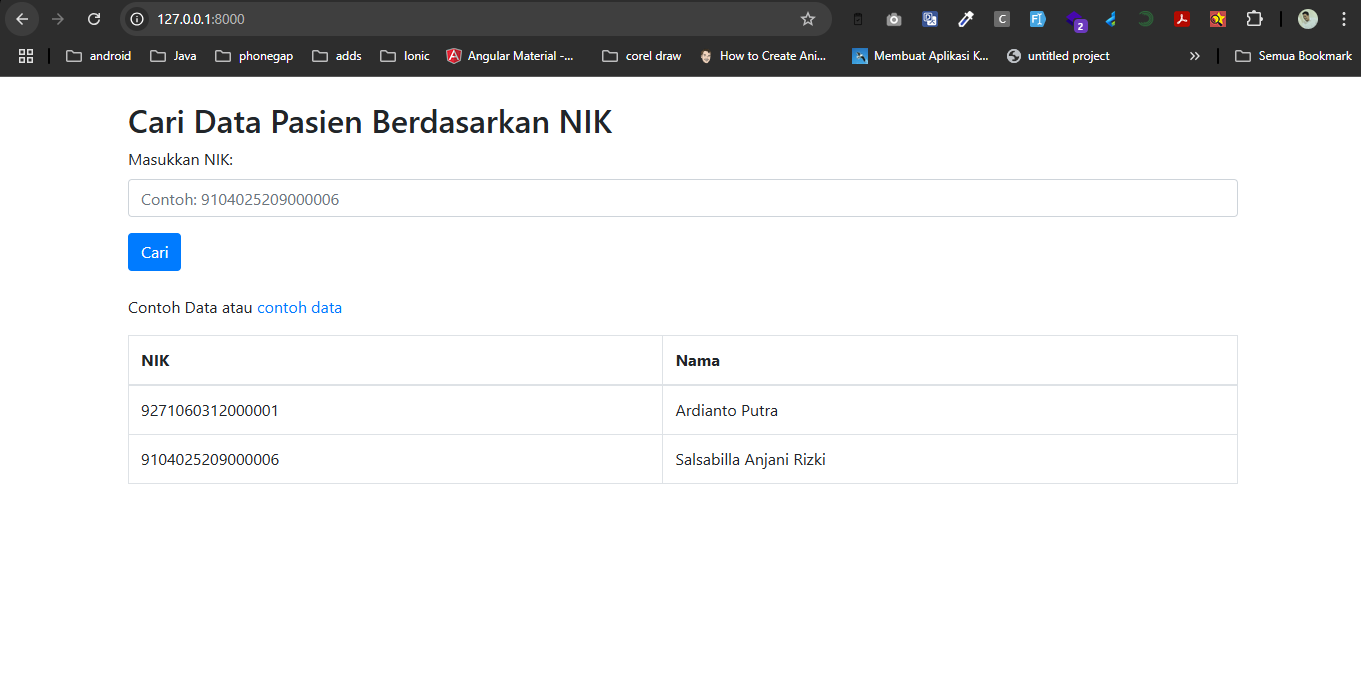 127.0.0.1:8000
C
2
android
Java
phonegap
adds
Ionic
Angular Material -...
corel draw
How to Create Ani...
Membuat Aplikasi K...
untitled project
Semua Bookmark
Cari Data Pasien Berdasarkan NIK
Masukkan NIK:
Contoh: 9104025209000006
Cari
Contoh Data atau contoh data
NIK Nama
9271060312000001 Ardianto Putra
9104025209000006 Salsabilla Anjani Rizki